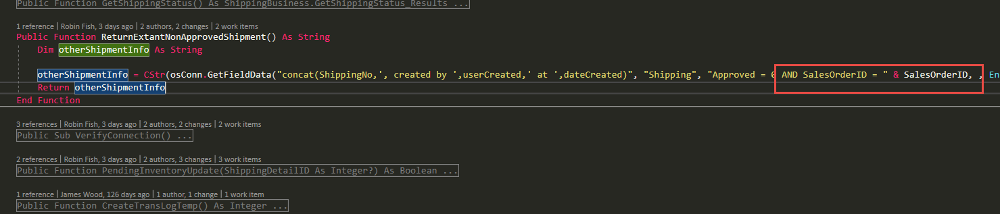 Public Function GetShippingStatus() As ShippingBusiness.GetShippingStatus_Results ...
1 reference | Robin Fish, 3 days ago | 2 authors, 2 changes | 2 work items
Public Function ReturnExtantNonApprovedShipment() As String
Dim otherShipmentInfo As String
otherShipmentInfo = CStr(osConn.GetFieldData("concat(ShippingNo,', created by ',userCreated,' at ',dateCreated)", "Shipping", "Approved = 0 AND SalesOrderID = " & SalesOrderID, , En
Return otherShipmentInfo
End Function
3 references | Robin Fish, 3 days ago | 2 authors, 2 changes | 2 work items
Public Sub VerifyConnection() ...
2 references | Robin Fish, 3 days ago | 2 authors, 3 changes | 3 work items
Public Function PendingInventoryUpdate(ShippingDetailID As Integer?) As Boolean ...
1 reference | James Wood, 126 days ago | 1 author, 1 change | 1 work item
Public Function CreateTransLogTemp() As Integer ...